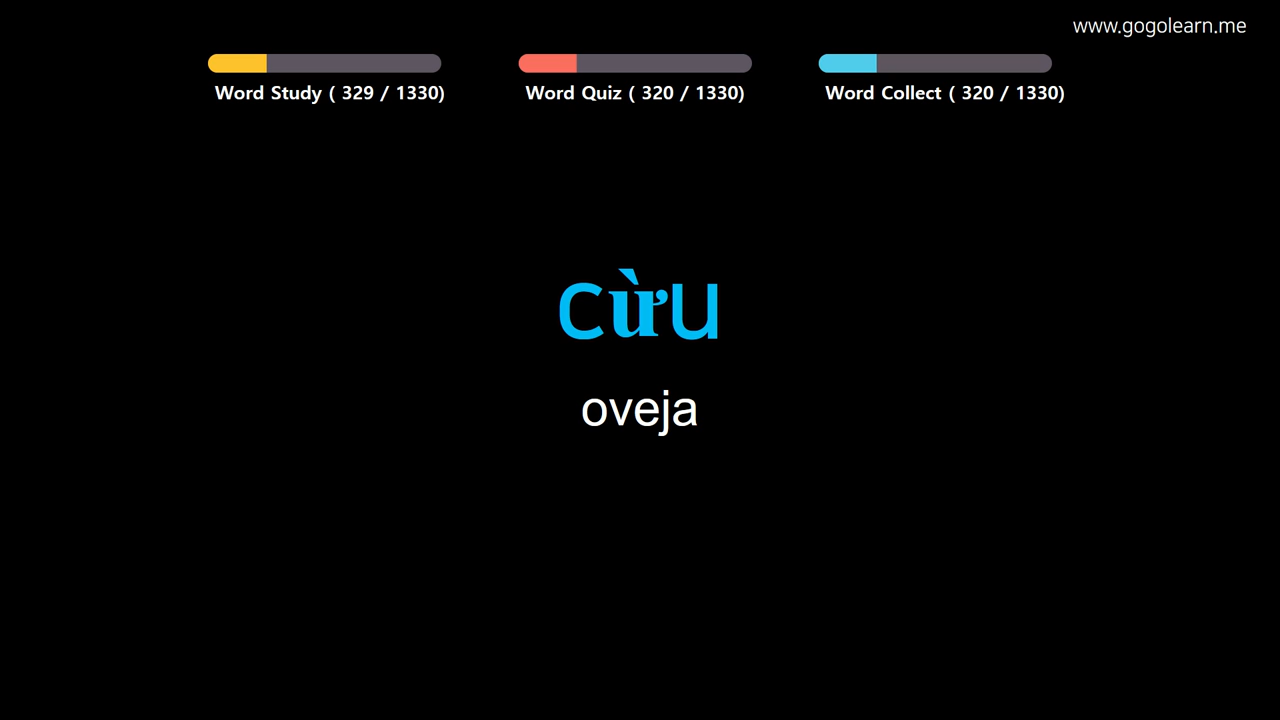 www.gogolearn.me
Word Study ( 329 / 1330)
Word Quiz ( 320 / 1330)
Word Collect ( 320 / 1330)
cừu
oveja